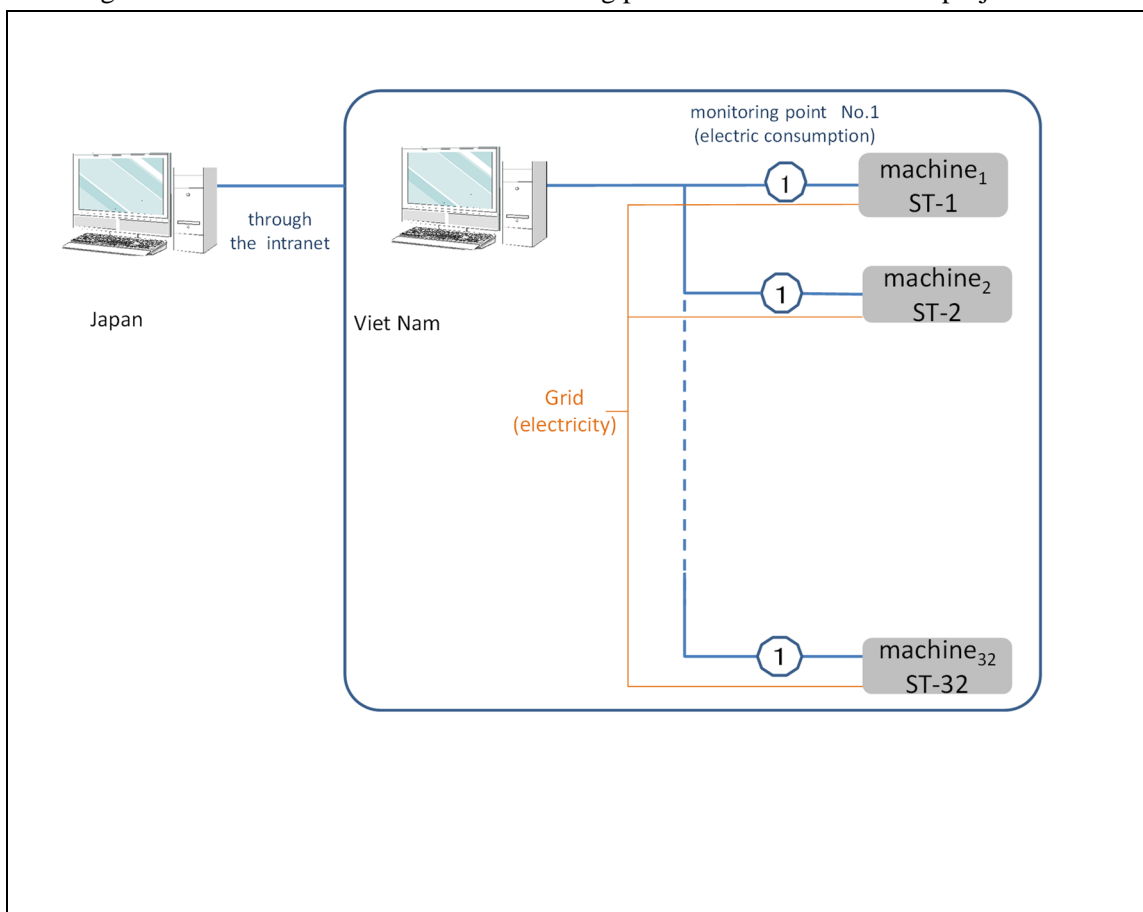 monitoring point No.1
(electric consumption)
machine₁
ST-1
1
through
the intranet
machine₂
ST-2
1
Japan
Viet Nam
Grid
(electricity)
machine₃₂
ST-32
1